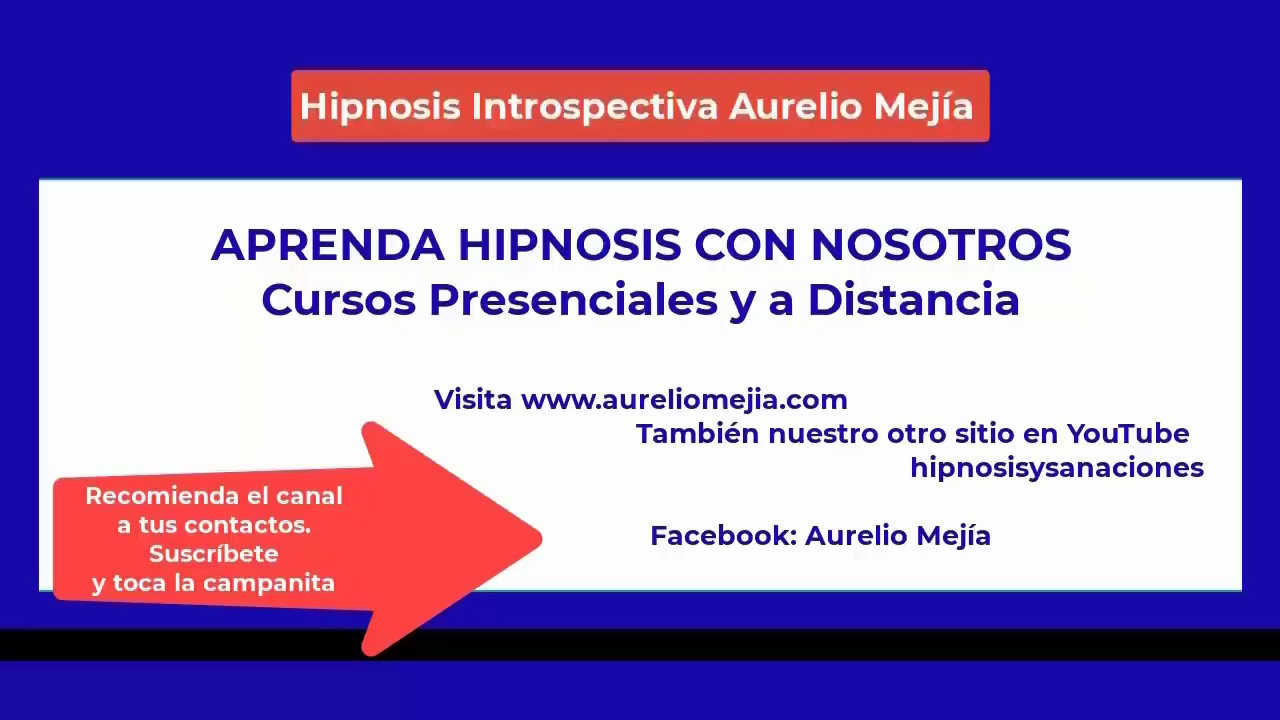 Hipnosis Introspectiva Aurelio Mejía
APRENDA HIPNOSIS CON NOSOTROS
Cursos Presenciales y a Distancia
Visita www.aureliomejia.com
También nuestro otro sitio en YouTube
hipnosisysanaciones
Facebook: Aurelio Mejía
Recomienda el canal
a tus contactos.
Suscríbete
y toca la campanita